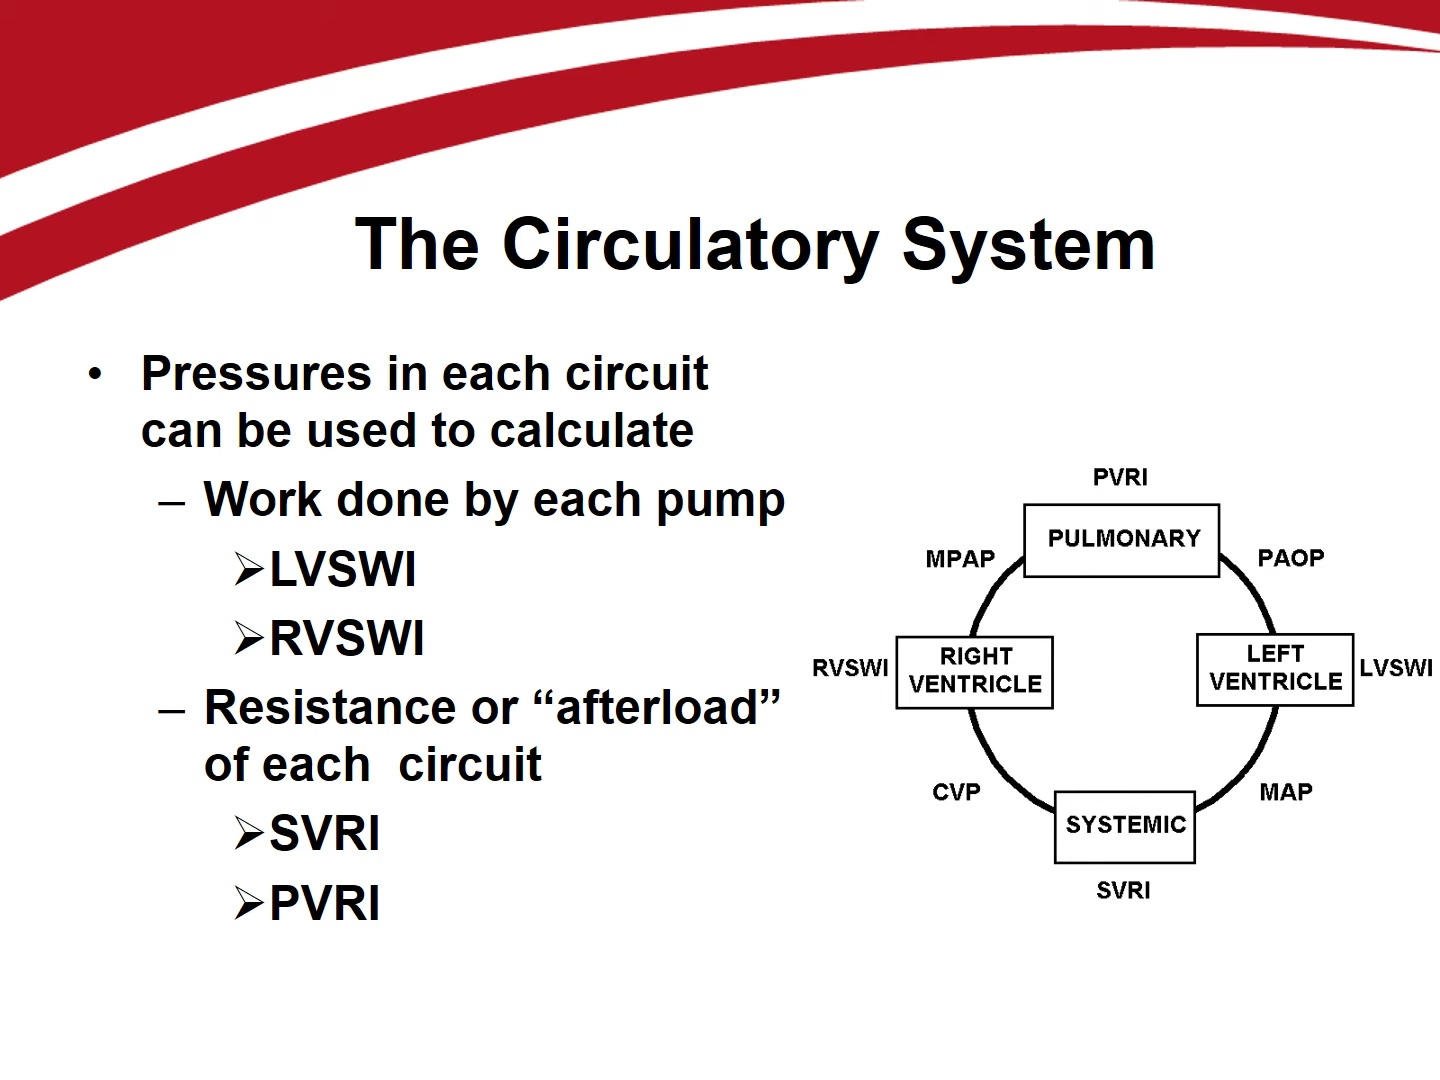 The Circulatory System
• Pressures in each circuit
can be used to calculate
– Work done by each pump
➢LVSWI
➢RVSWI
– Resistance or “afterload”
of each  circuit
➢SVRI
➢PVRI
PVRI
PULMONARY
MPAP
PAOP
RIGHT
VENTRICLE
RVSWI
LEFT
VENTRICLE
LVSWI
CVP
MAP
SYSTEMIC
SVRI